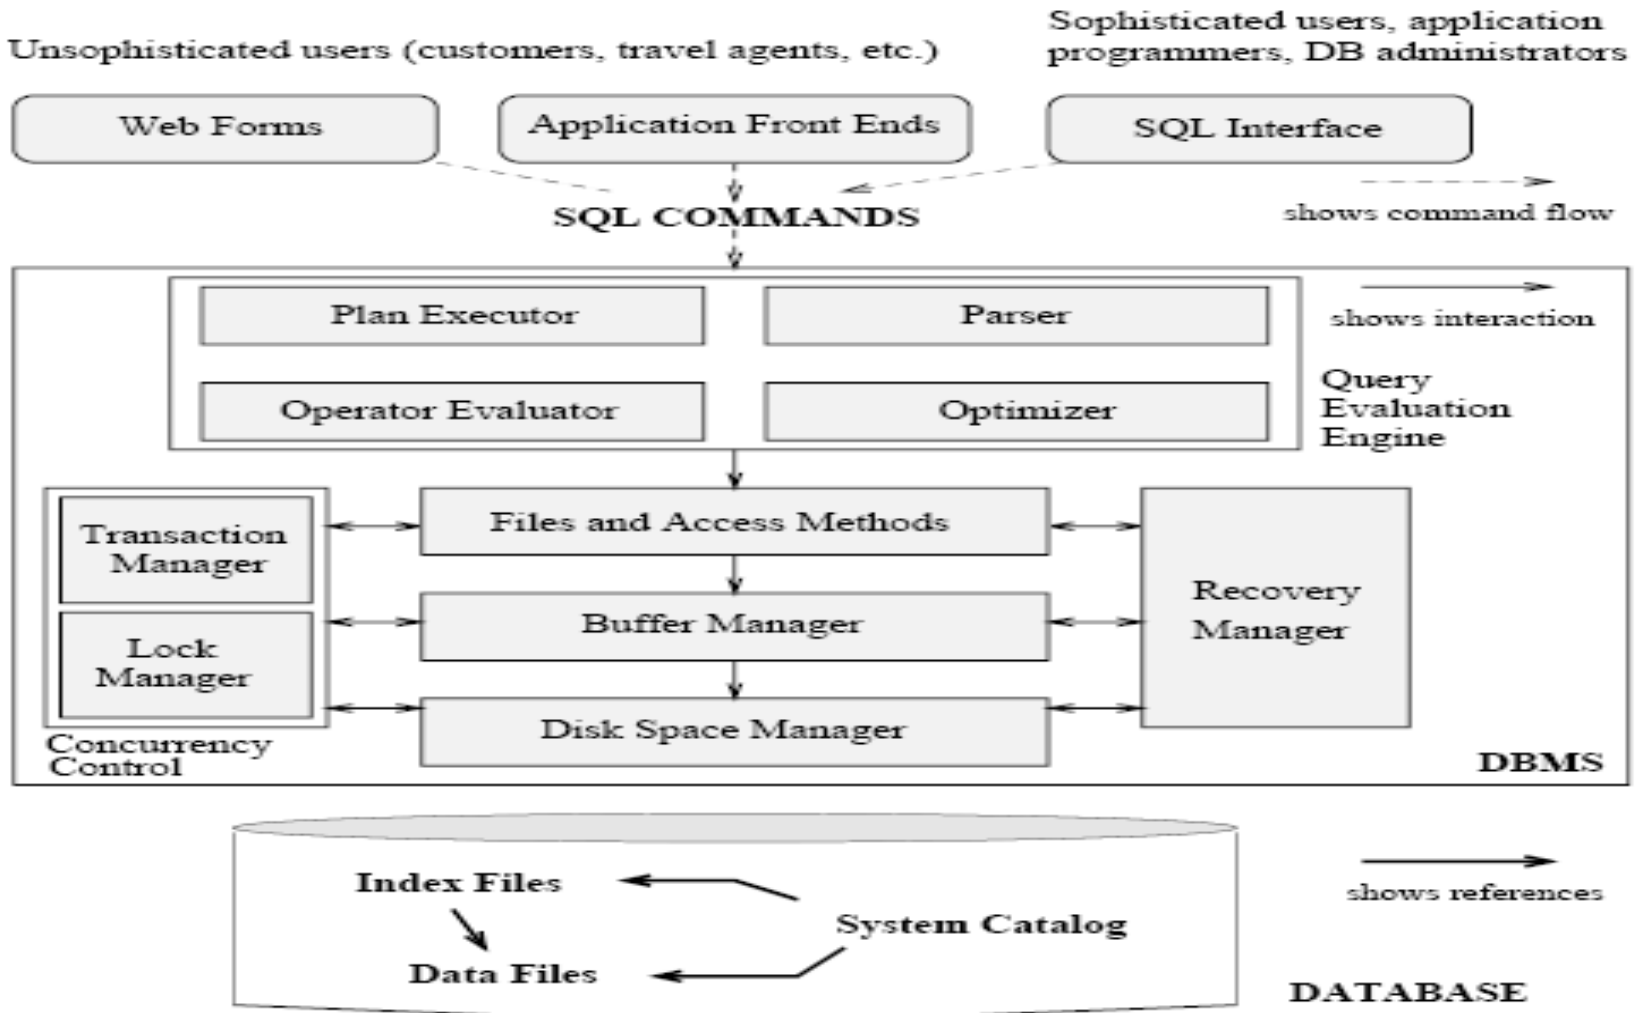 Sophisticated users, application
programmers, DB administrators
Unsophisticated users (customers, travel agents, etc.)
Web Forms
Application Front Ends
SQL Interface
SQL COMMANDS
shows command flow
shows interaction
Plan Executor
Parser
Operator Evaluator
Optimizer
Query
Evaluation
Engine
Transaction
Manager
Lock
Manager
Concurrency
Control
Files and Access Methods
Buffer Manager
Disk Space Manager
Recovery
Manager
DBMS
Index Files
System Catalog
Data Files
shows references
DATABASE